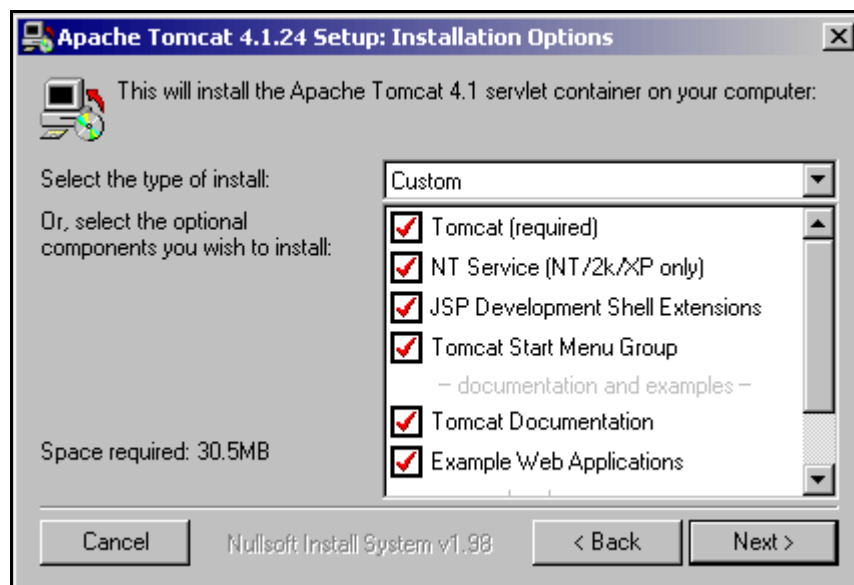 Apache Tomcat 4.1.24 Setup: Installation Options
This will install the Apache Tomcat 4.1 servlet container on your computer:
Select the type of install:
Custom
Or, select the optional
components you wish to install:
Tomcat (required)
NT Service (NT/2k/XP only)
JSP Development Shell Extensions
Tomcat Start Menu Group
– documentation and examples –
Tomcat Documentation
Example Web Applications
Space required: 30.5MB
Cancel
Nullsoft Install System v1.98
< Back
Next >